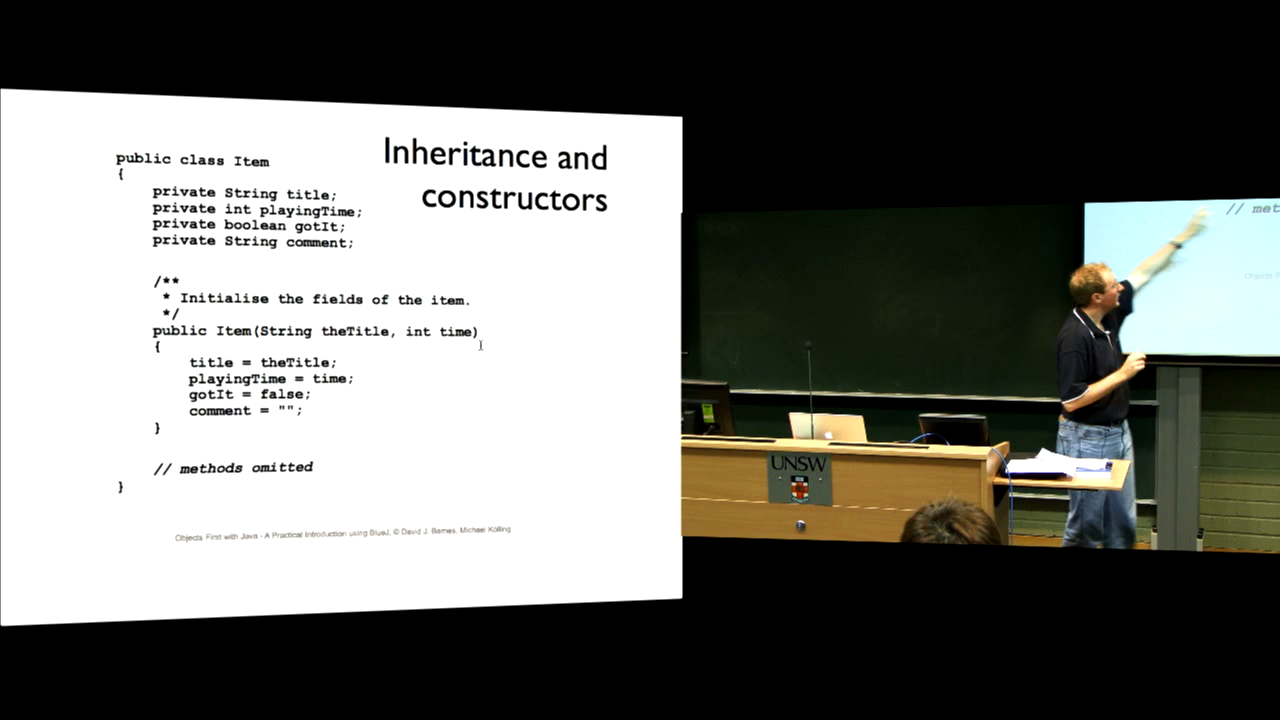 Inheritance and
constructors
public class Item
{
private String title;
private int playingTime;
private boolean gotIt;
private String comment;
/**
* Initialise the fields of the item.
*/
public Item(String theTitle, int time)
{
title = theTitle;
playingTime = time;
gotIt = false;
comment = "";
}
// methods omitted
}
Objects First with Java - A Practical Introduction using BlueJ, © David J. Barnes, Michael Kölling
// met
Objects F
UNSW